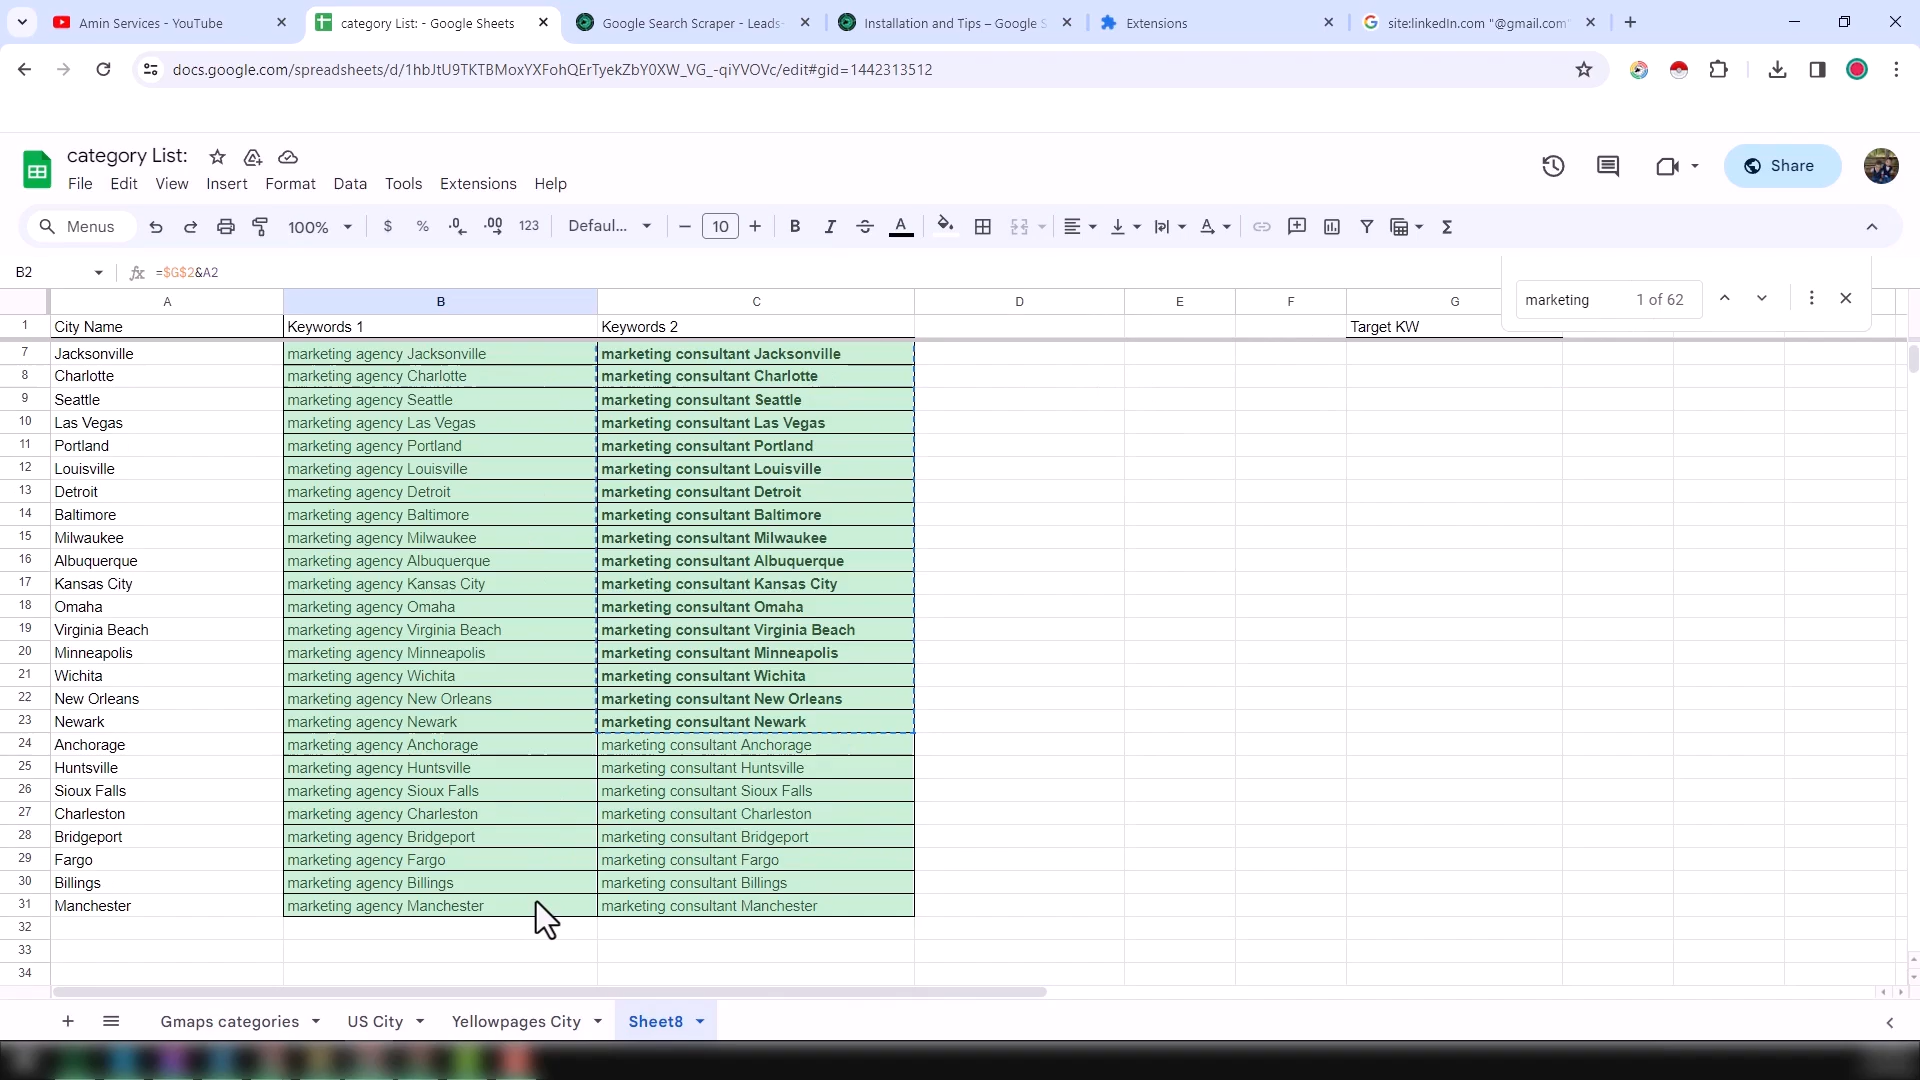 Amin Services - YouTube
category List: - Google Sheets
Google Search Scraper - Leads-
Installation and Tips – Google S
Extensions
site:linkedIn.com "@gmail.com"
docs.google.com/spreadsheets/d/1hbJtU9TKTBMoxYXFohQErTyekZbY0XW_VG_-qiYVOVc/edit#gid=1442313512
category List:
File Edit View Insert Format Data Tools Extensions Help
Share
Menus 100% $ % .0 .00 123 Defaul... 10 B I A
B2 fx =$G$2&A2
marketing 1 of 62
A B C D E F G
1 City Name Keywords 1 Keywords 2 Target KW
7 Jacksonville marketing agency Jacksonville marketing consultant Jacksonville
8 Charlotte marketing agency Charlotte marketing consultant Charlotte
9 Seattle marketing agency Seattle marketing consultant Seattle
10 Las Vegas marketing agency Las Vegas marketing consultant Las Vegas
11 Portland marketing agency Portland marketing consultant Portland
12 Louisville marketing agency Louisville marketing consultant Louisville
13 Detroit marketing agency Detroit marketing consultant Detroit
14 Baltimore marketing agency Baltimore marketing consultant Baltimore
15 Milwaukee marketing agency Milwaukee marketing consultant Milwaukee
16 Albuquerque marketing agency Albuquerque marketing consultant Albuquerque
17 Kansas City marketing agency Kansas City marketing consultant Kansas City
18 Omaha marketing agency Omaha marketing consultant Omaha
19 Virginia Beach marketing agency Virginia Beach marketing consultant Virginia Beach
20 Minneapolis marketing agency Minneapolis marketing consultant Minneapolis
21 Wichita marketing agency Wichita marketing consultant Wichita
22 New Orleans marketing agency New Orleans marketing consultant New Orleans
23 Newark marketing agency Newark marketing consultant Newark
24 Anchorage marketing agency Anchorage marketing consultant Anchorage
25 Huntsville marketing agency Huntsville marketing consultant Huntsville
26 Sioux Falls marketing agency Sioux Falls marketing consultant Sioux Falls
27 Charleston marketing agency Charleston marketing consultant Charleston
28 Bridgeport marketing agency Bridgeport marketing consultant Bridgeport
29 Fargo marketing agency Fargo marketing consultant Fargo
30 Billings marketing agency Billings marketing consultant Billings
31 Manchester marketing agency Manchester marketing consultant Manchester
32
33
34
Gmaps categories US City Yellowpages City Sheet8